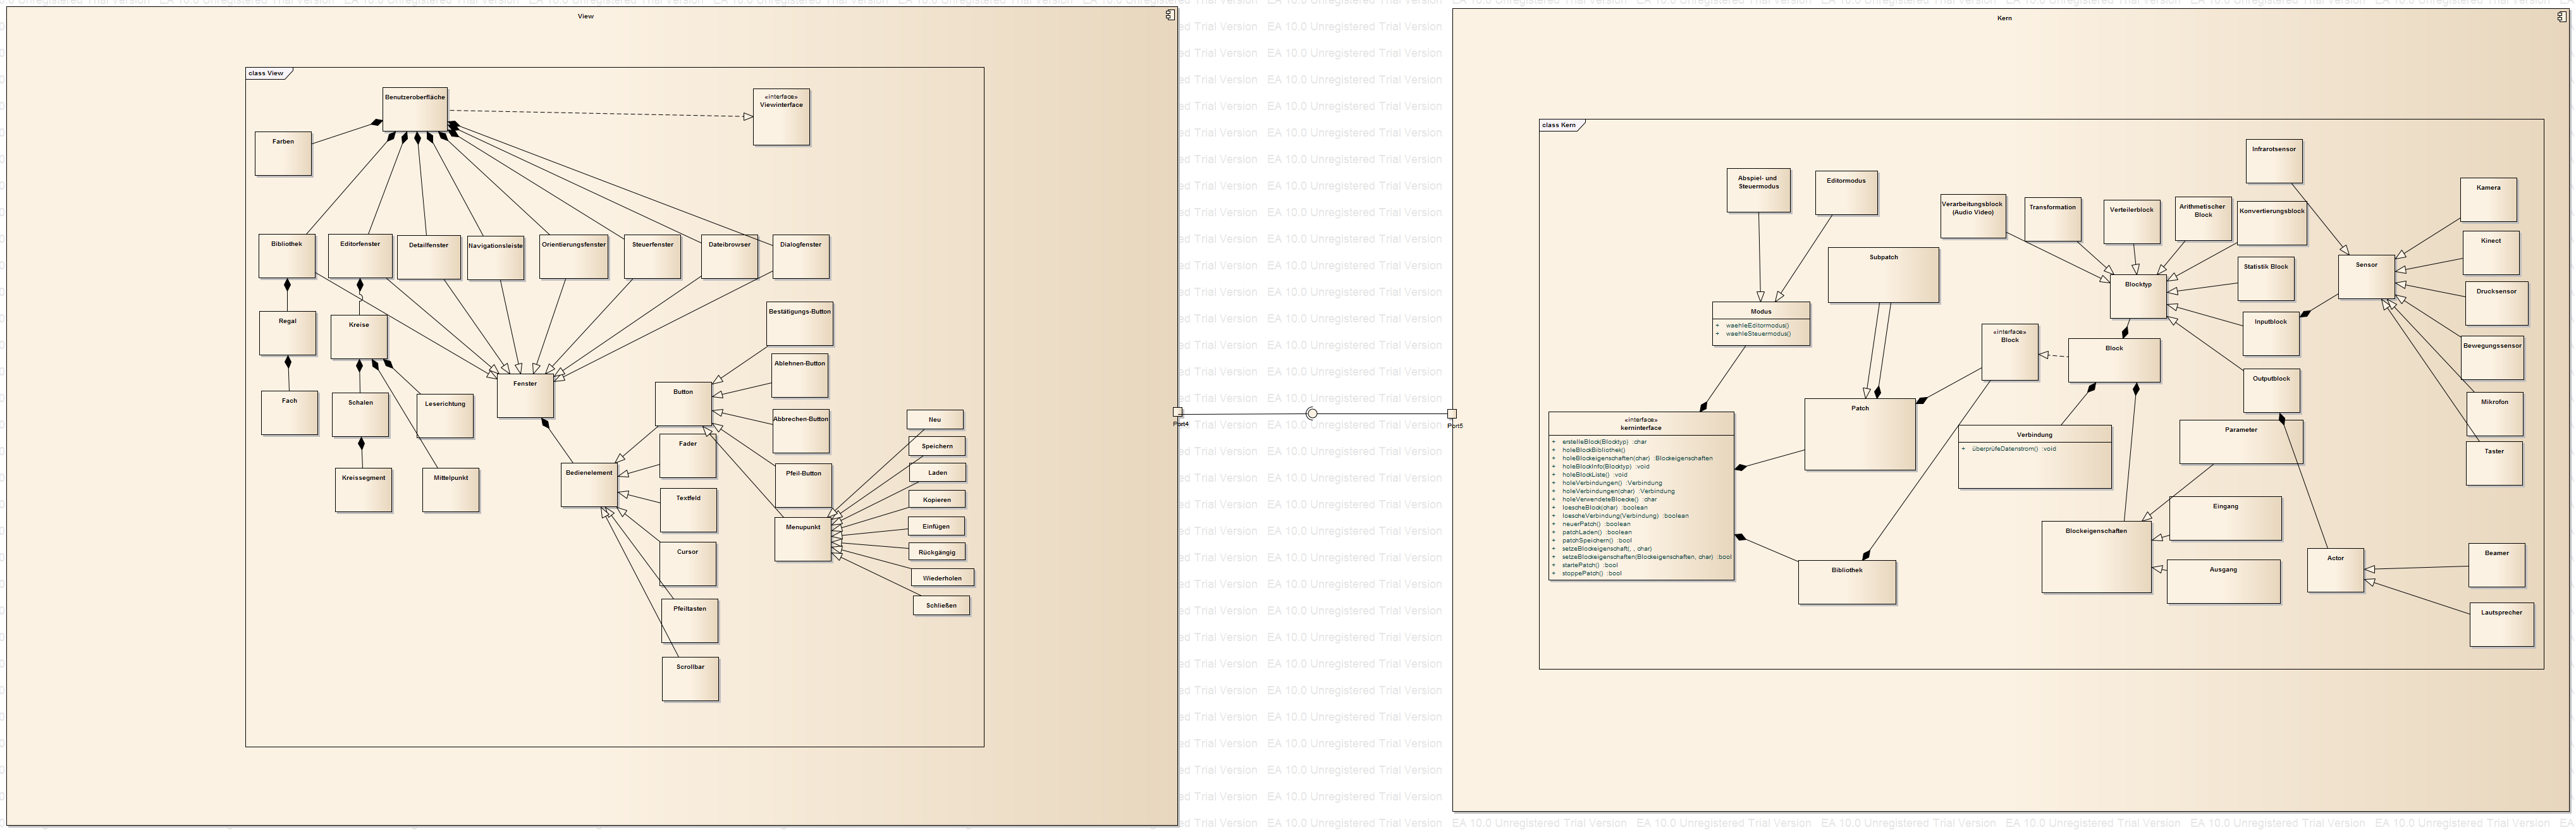 View
class View
Benutzeroberfläche
«interface»
Viewinterface
Farben
Bibliothek
Editorfenster
Detailfenster
Navigationsleiste
Orientierungsfenster
Steuerfenster
Dateibrowser
Dialogfenster
Regal
Kreise
Bestätigungs-Button
Ablehnen-Button
Fenster
Button
Fach
Schalen
Leserichtung
Abbrechen-Button
Neu
Fader
Speichern
Kreissegment
Mittelpunkt
Bedienelement
Pfeil-Button
Laden
Textfeld
Kopieren
Menupunkt
Einfügen
Cursor
Rückgängig
Wiederholen
Pfeiltasten
Schließen
Scrollbar
Port4
Port5
EA 10.0 Unregistered Trial Version
Kern
class Kern
Infrarotsensor
Abspiel- und
Steuermodus
Editormodus
Kamera
Verarbeitungsblock
(Audio Video)
Transformation
Verteilerblock
Arithmetischer
Block
Konvertierungsblock
Kinect
Subpatch
Statistik Block
Sensor
Blocktyp
Drucksensor
Modus
+ waehleEditormodus()
+ waehleSteuermodus()
Inputblock
«interface»
Block
Block
Bewegungssensor
Outputblock
Patch
Mikrofon
«interface»
kerninterface
+ erstelleBlock(Blocktyp) :char
+ holeBlockBibliothek()
+ holeBlockeigenschaften(char) :Blockeigenschaften
+ holeBlockInfo(Blocktyp) :void
+ holeBlockListe() :void
+ holeVerbindungen() :Verbindung
+ holeVerbindungen(char) :Verbindung
+ holeVerwendeteBloecke() :char
+ loescheBlock(char) :boolean
+ loescheVerbindung(Verbindung) :boolean
+ neuerPatch() :boolean
+ patchLaden() :boolean
+ patchSpeichern() :bool
+ setzeBlockeigenschaft(, , char)
+ setzeBlockeigenschaften(Blockeigenschaften, char) :bool
+ startePatch() :bool
+ stoppePatch() :bool
Verbindung
+ überprüfeDatenstrom() :void
Parameter
Taster
Eingang
Blockeigenschaften
Bibliothek
Ausgang
Actor
Beamer
Lautsprecher